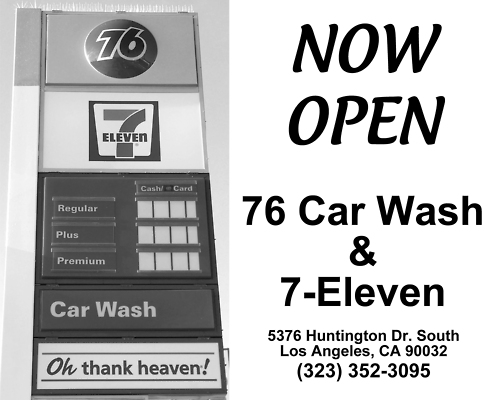 76
7
ELEVEN
Cash/ Card
Regular
Plus
Premium
Car Wash
Oh thank heaven!
NOW
OPEN
76 Car Wash
&
7-Eleven
5376 Huntington Dr. South
Los Angeles, CA 90032
(323) 352-3095